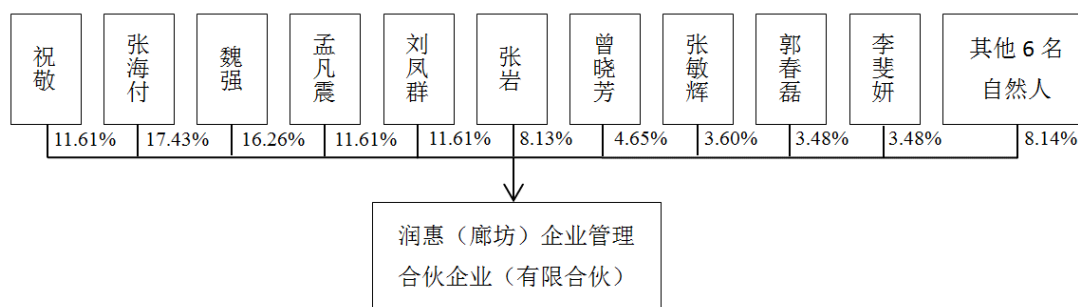 祝敬
张海付
魏强
孟凡震
刘凤群
张岩
曾晓芳
张敏辉
郭春磊
李斐妍
其他 6 名
自然人
11.61%
17.43%
16.26%
11.61%
11.61%
8.13%
4.65%
3.60%
3.48%
3.48%
8.14%
润惠（廊坊）企业管理
合伙企业（有限合伙）